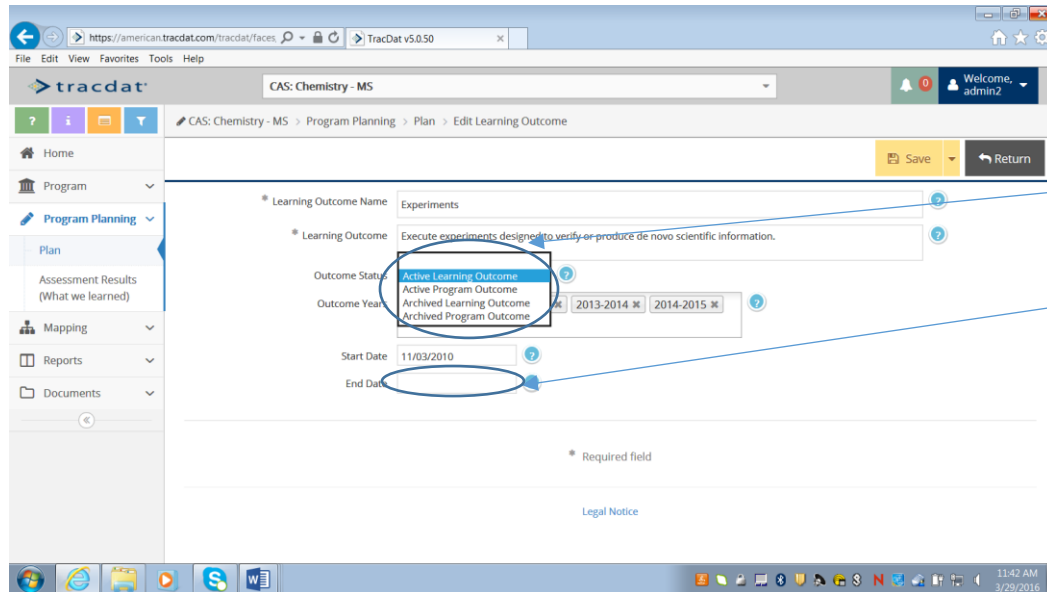 https://american.tracdat.com/tracdat/faces
TracDat v5.0.50
File Edit View Favorites Tools Help
tracdat
CAS: Chemistry - MS
0
Welcome,
admin2
? i
CAS: Chemistry - MS > Program Planning > Plan > Edit Learning Outcome
Home
Save
Return
Program
* Learning Outcome Name Experiments ?
Program Planning
* Learning Outcome Execute experiments designed to verify or produce de novo scientific information. ?
Plan
Assessment Results
(What we learned)
Outcome Status Active Learning Outcome ?
Active Program Outcome
Outcome Years Archived Learning Outcome 2013-2014 2014-2015 ?
Archived Program Outcome
Mapping
Reports
Start Date 11/03/2010 ?
End Date
Documents
* Required field
Legal Notice
11:42 AM
3/29/2016